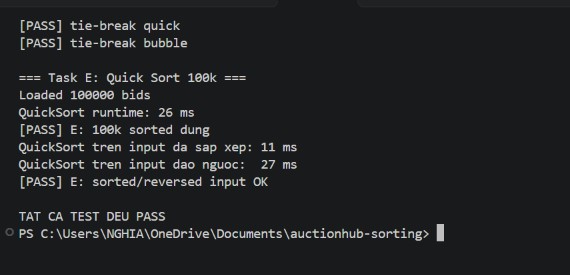 [PASS] tie-break quick
[PASS] tie-break bubble
=== Task E: Quick Sort 100k ===
Loaded 100000 bids
QuickSort runtime: 26 ms
[PASS] E: 100k sorted dung
QuickSort tren input da sap xep: 11 ms
QuickSort tren input dao nguoc:  27 ms
[PASS] E: sorted/reversed input OK
TAT CA TEST DEU PASS
PS C:\Users\NGHIA\OneDrive\Documents\auctionhub-sorting>